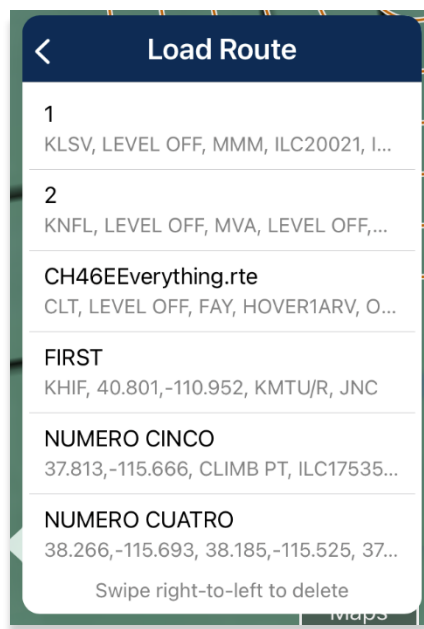 Load Route
1
KLSV, LEVEL OFF, MMM, ILC20021, I...
2
KNFL, LEVEL OFF, MVA, LEVEL OFF,...
CH46EEverything.rte
CLT, LEVEL OFF, FAY, HOVER1ARV, O...
FIRST
KHIF, 40.801,-110.952, KMTU/R, JNC
NUMERO CINCO
37.813,-115.666, CLIMB PT, ILC17535...
NUMERO CUATRO
38.266,-115.693, 38.185,-115.525, 37...
Swipe right-to-left to delete
Maps